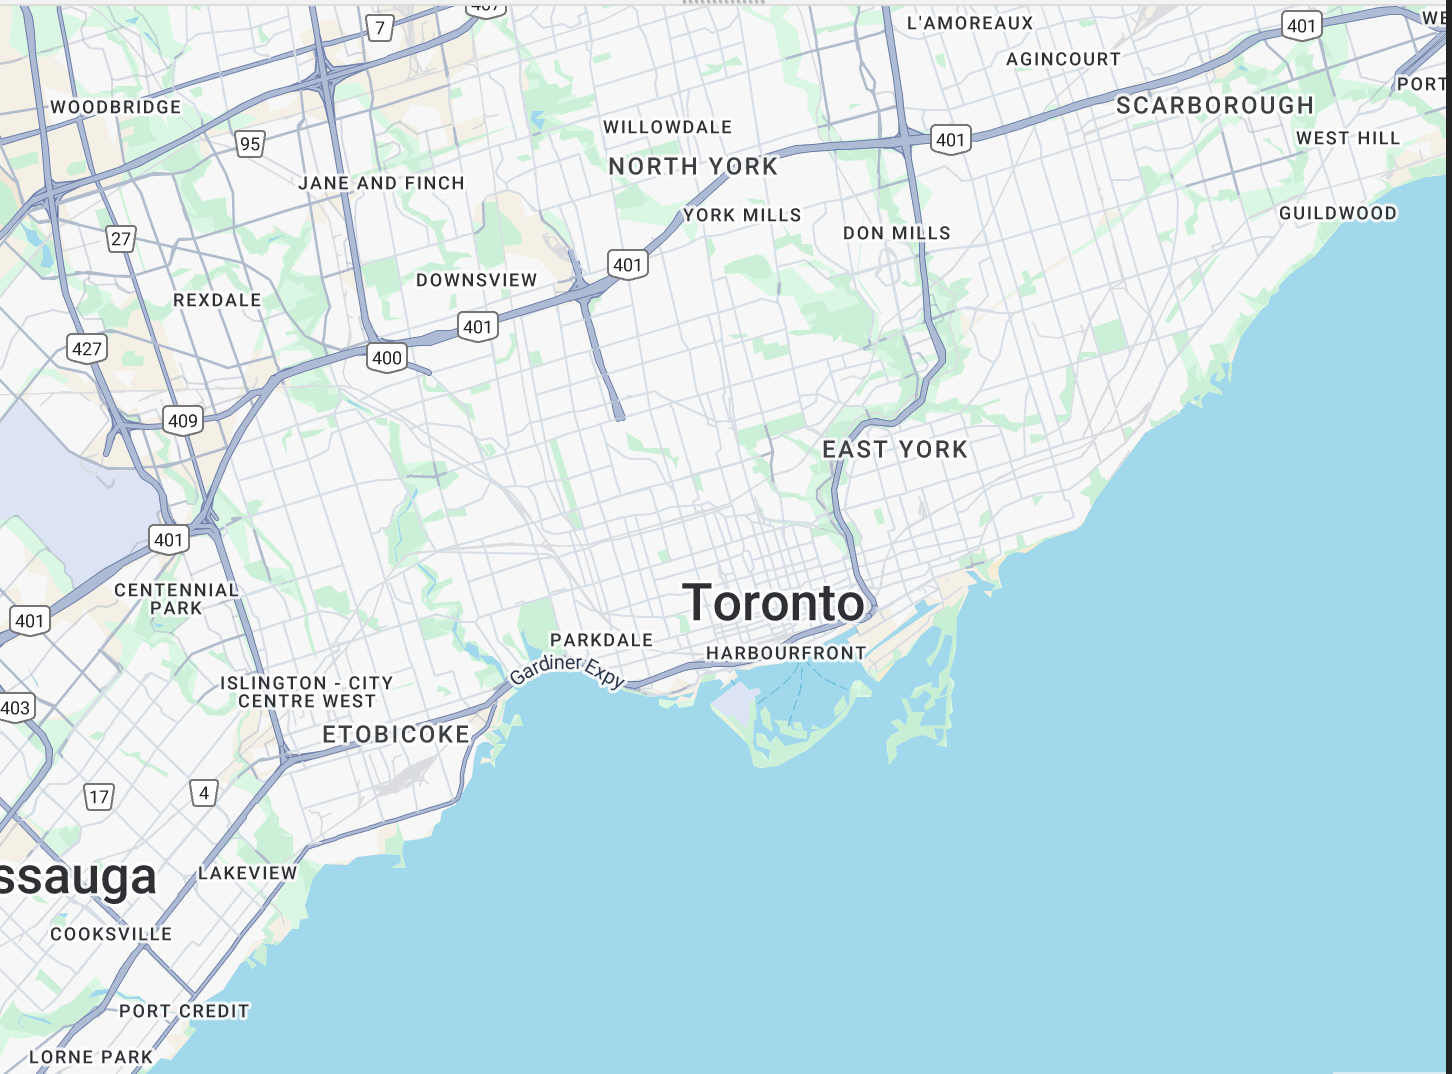 407
7
L'AMOREAUX
401
WE
AGINCOURT
PORT
WOODBRIDGE
SCARBOROUGH
WILLOWDALE
401
WEST HILL
95
NORTH YORK
JANE AND FINCH
YORK MILLS
GUILDWOOD
27
DON MILLS
401
DOWNSVIEW
REXDALE
401
427
400
409
EAST YORK
401
CENTENNIAL
PARK
Toronto
401
PARKDALE
HARBOURFRONT
Gardiner Expy
ISLINGTON - CITY
CENTRE WEST
403
ETOBICOKE
17
4
ssauga
LAKEVIEW
COOKSVILLE
PORT CREDIT
LORNE PARK